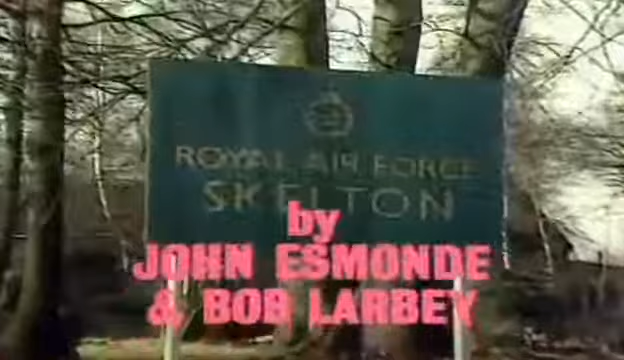 ROYAL AIR FORCE
SKELTON
by
JOHN ESMONDE
& BOB LARBEY